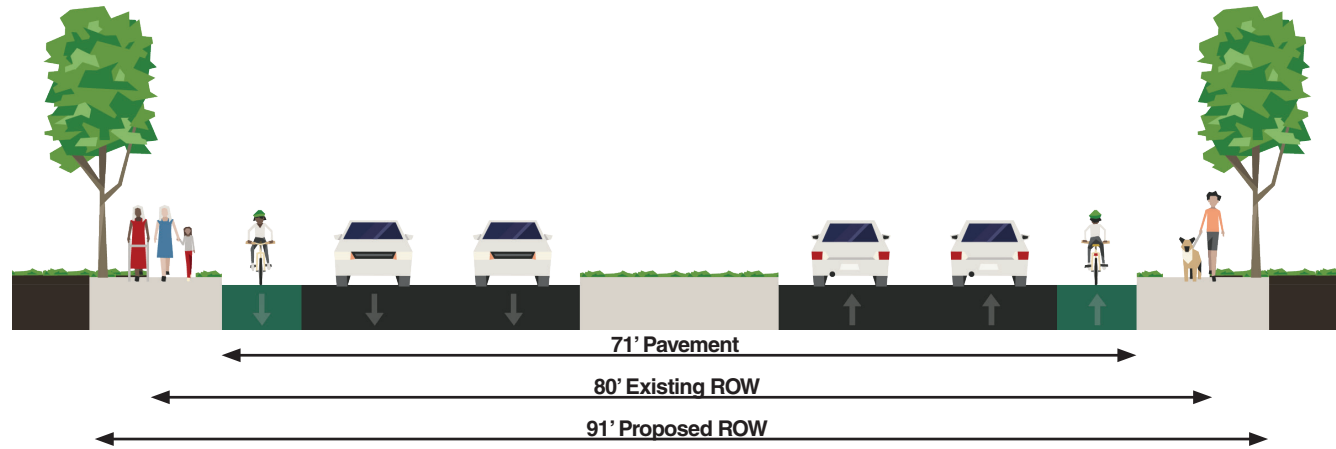 71’ Pavement
80’ Existing ROW
91’ Proposed ROW